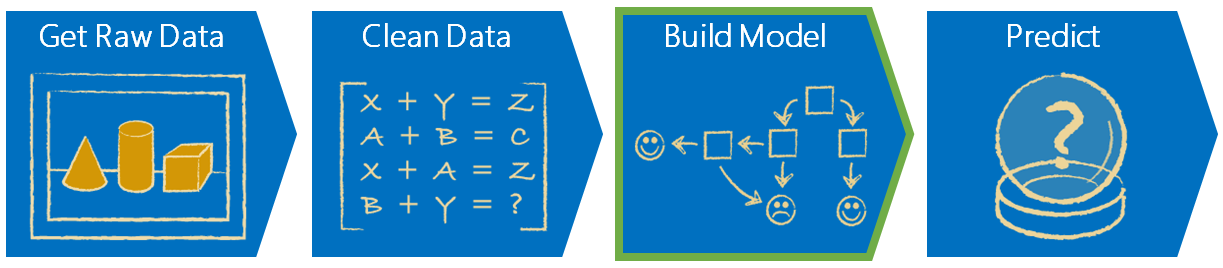 Get Raw Data
Clean Data
X + Y = Z
A + B = C
X + A = Z
B + Y = ?
Build Model
Predict
?